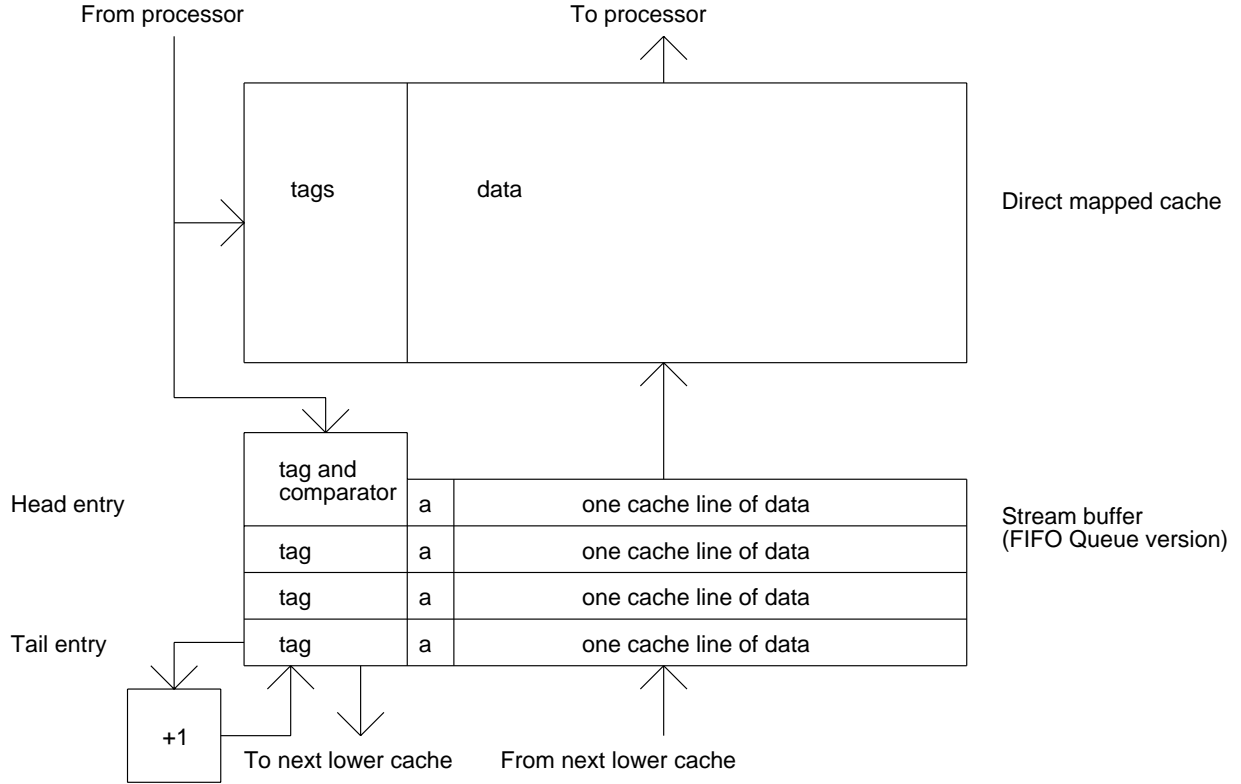 From processor
To processor
tags
data
Direct mapped cache
tag and
comparator
a
one cache line of data
Head entry
Stream buffer
(FIFO Queue version)
tag
a
one cache line of data
tag
a
one cache line of data
Tail entry
tag
a
one cache line of data
+1
To next lower cache
From next lower cache